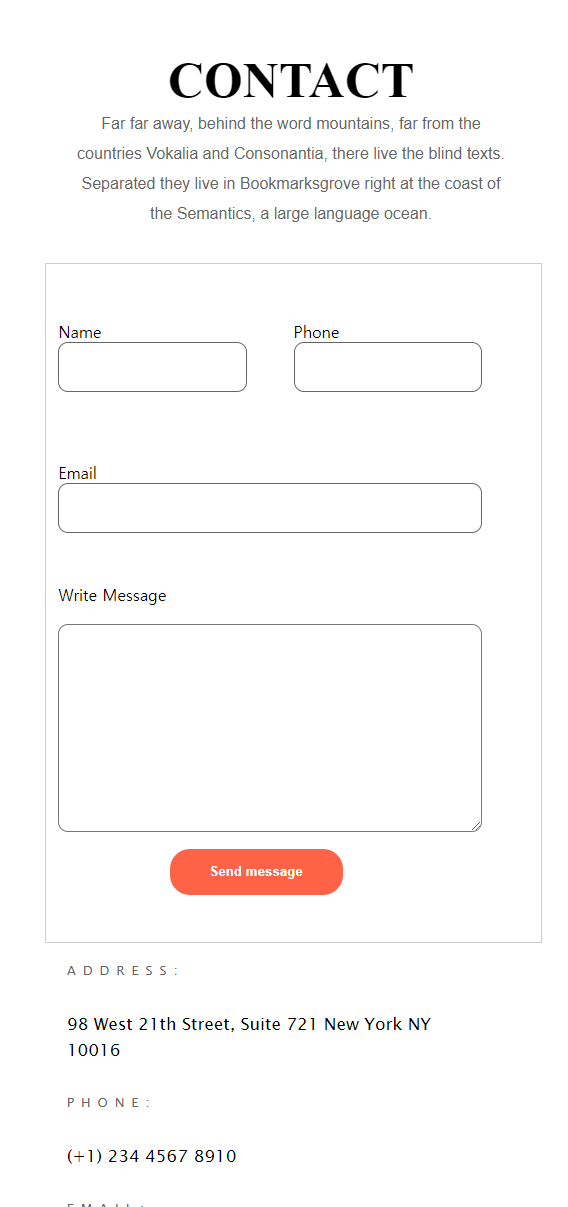 CONTACT
Far far away, behind the word mountains, far from the
countries Vokalia and Consonantia, there live the blind texts.
Separated they live in Bookmarksgrove right at the coast of
the Semantics, a large language ocean.
Name
Phone
Email
Write Message
Send message
ADDRESS:
98 West 21th Street, Suite 721 New York NY
10016
PHONE:
(+1) 234 4567 8910
EMAIL: